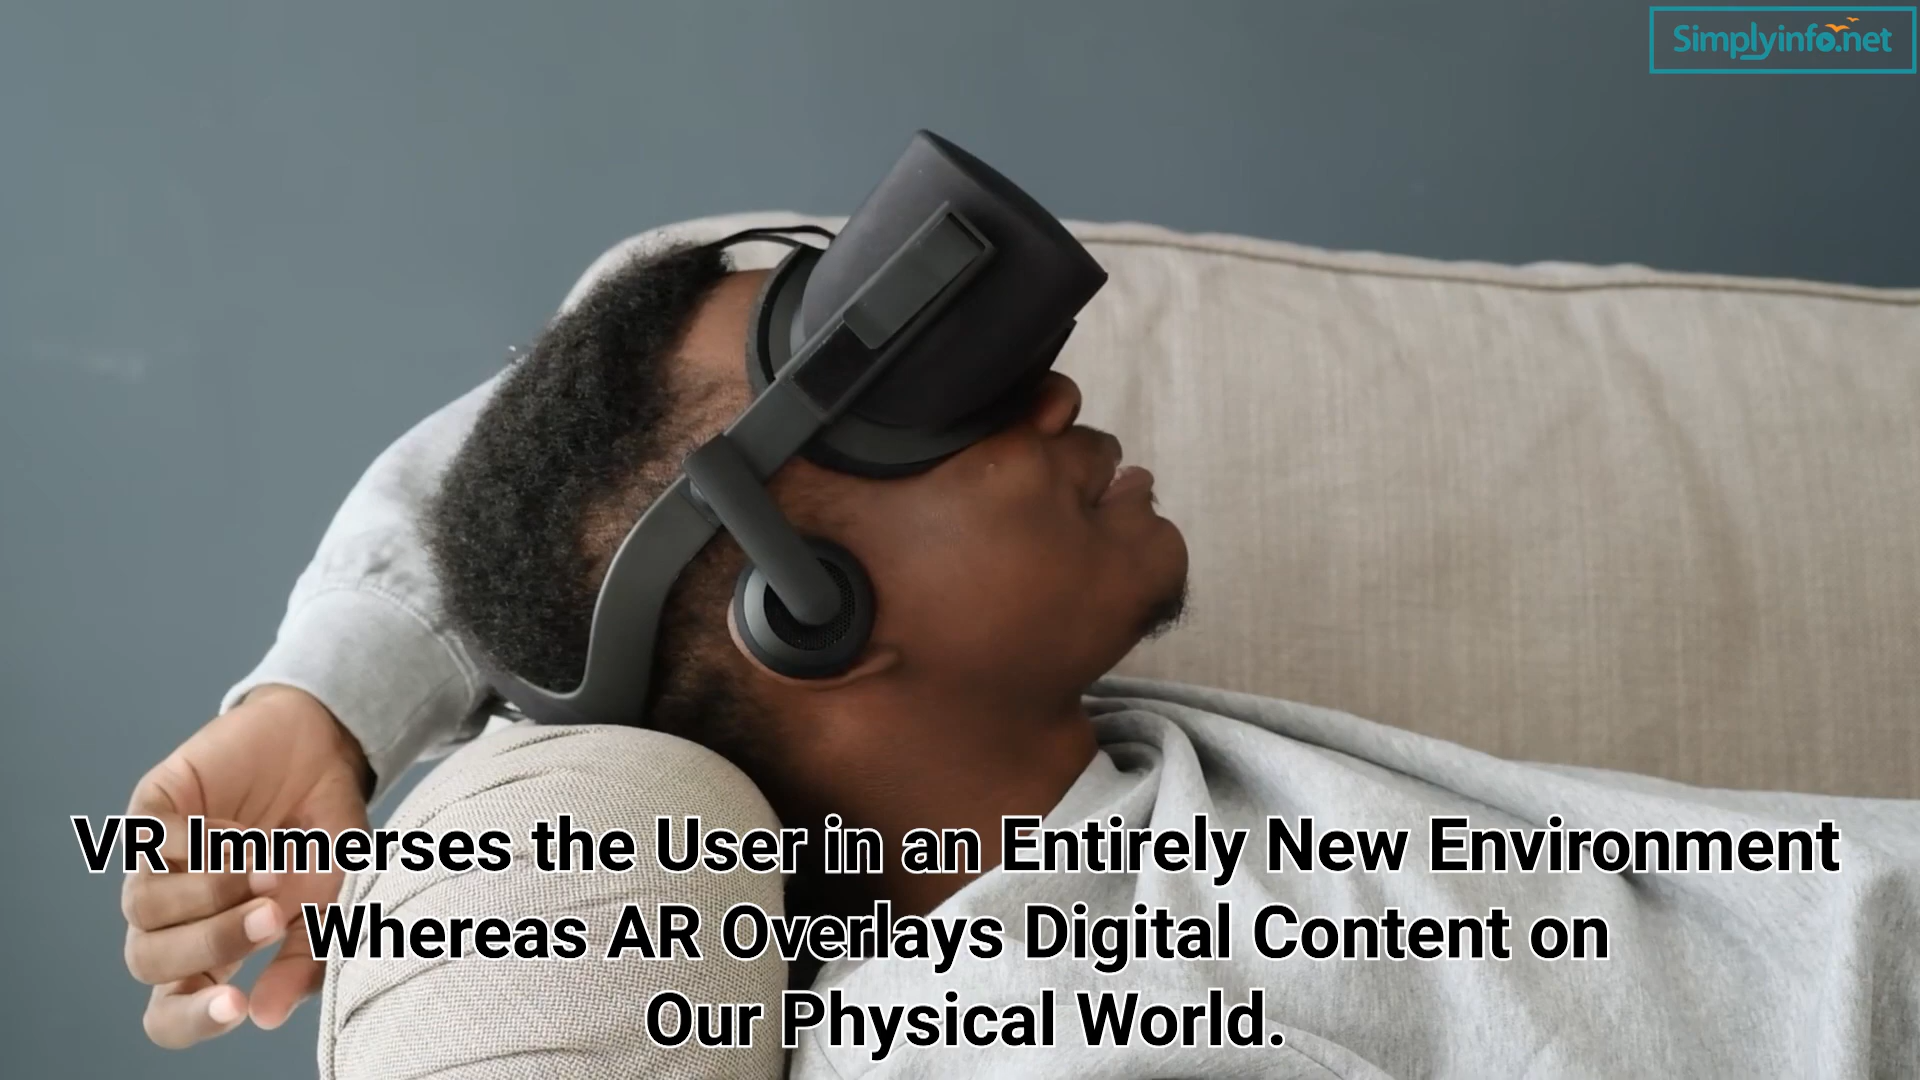 Simplyinfo.net
VR Immerses the User in an Entirely New Environment
Whereas AR Overlays Digital Content on
Our Physical World.